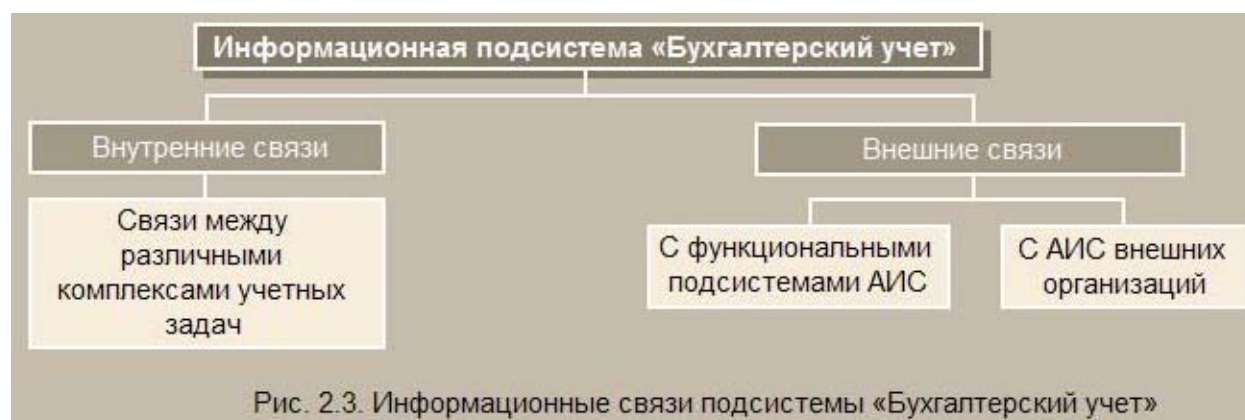 Информационная подсистема «Бухгалтерский учет»
Внутренние связи
Внешние связи
Связи между
различными
комплексами учетных
задач
С функциональными
подсистемами АИС
С АИС внешних
организаций
Рис. 2.3. Информационные связи подсистемы «Бухгалтерский учет»